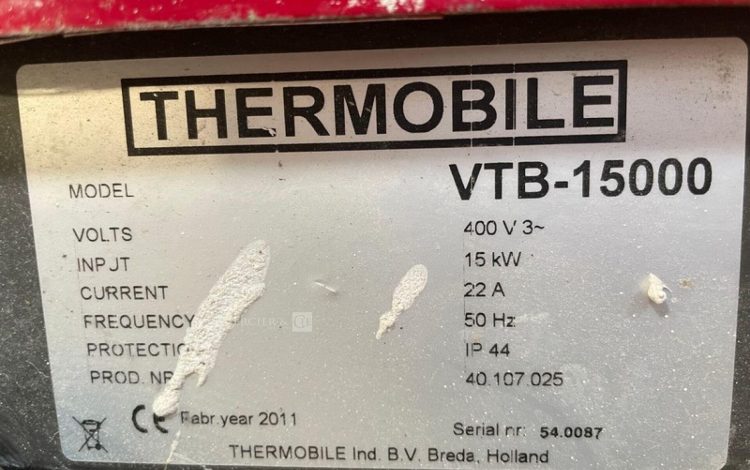 THERMOBILE
MODEL VTB-15000
VOLTS 400 V 3~
INPUT 15 kW
CURRENT 22 A
FREQUENCY 50 Hz
PROTECTION IP 44
PROD. NR 40.107.025
CE Fabr.year 2011
Serial nr: 54.0087
THERMOBILE Ind. B.V. Breda, Holland